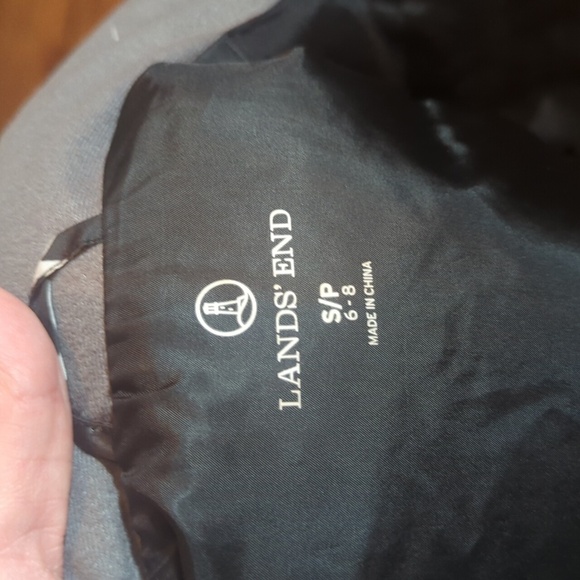 LANDS' END
S/P
6-8
MADE IN CHINA